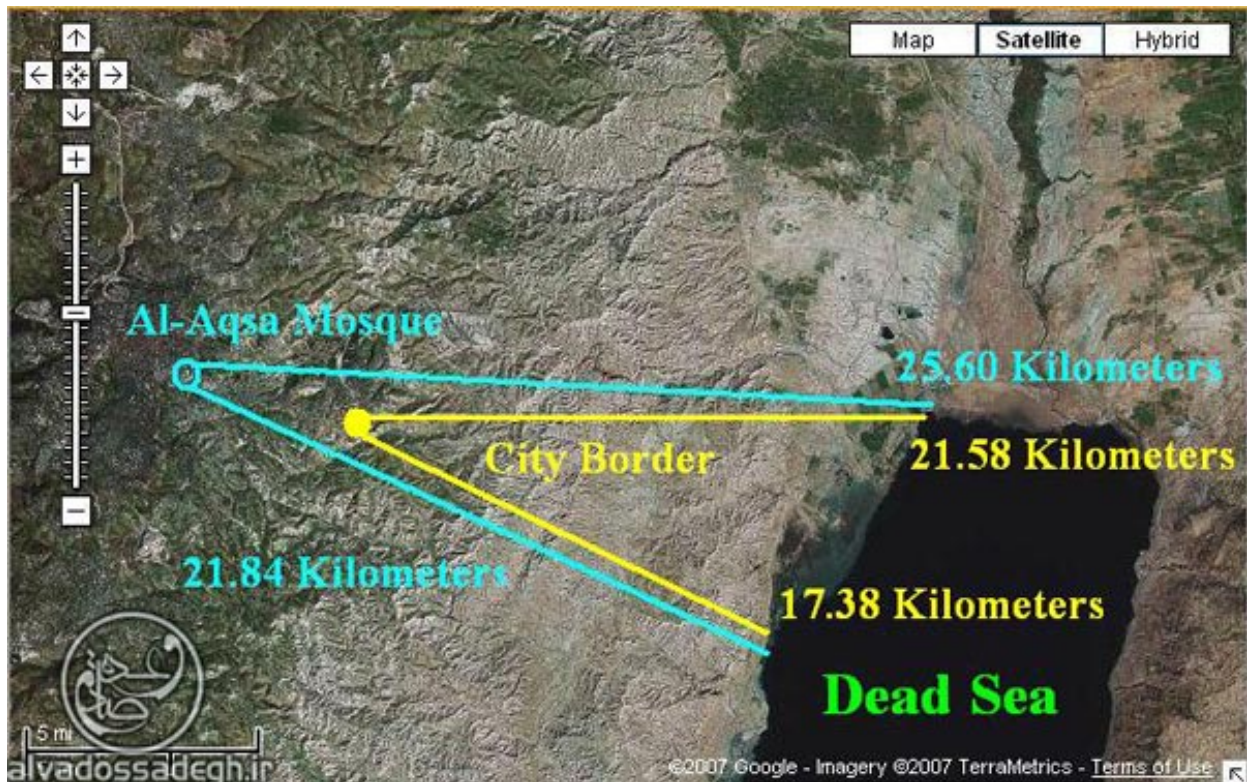 Map Satellite Hybrid
Al-Aqsa Mosque
25.60 Kilometers
City Border
21.58 Kilometers
21.84 Kilometers
17.38 Kilometers
Dead Sea
5 mi
alvadossadegh.ir
©2007 Google - Imagery ©2007 TerraMetrics - Terms of Use